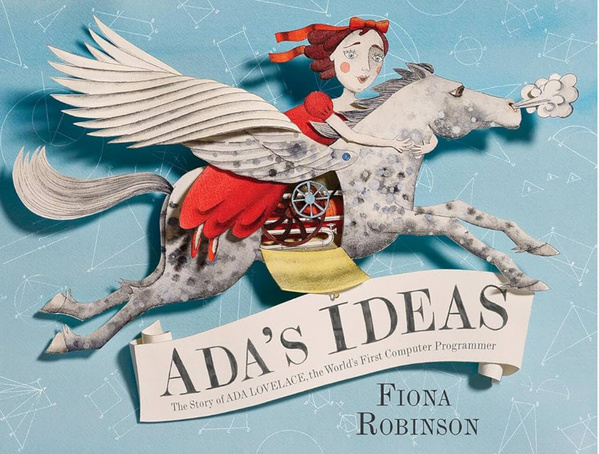 ADA'S IDEAS
The Story of ADA LOVELACE, the World's First Computer Programmer
FIONA
ROBINSON